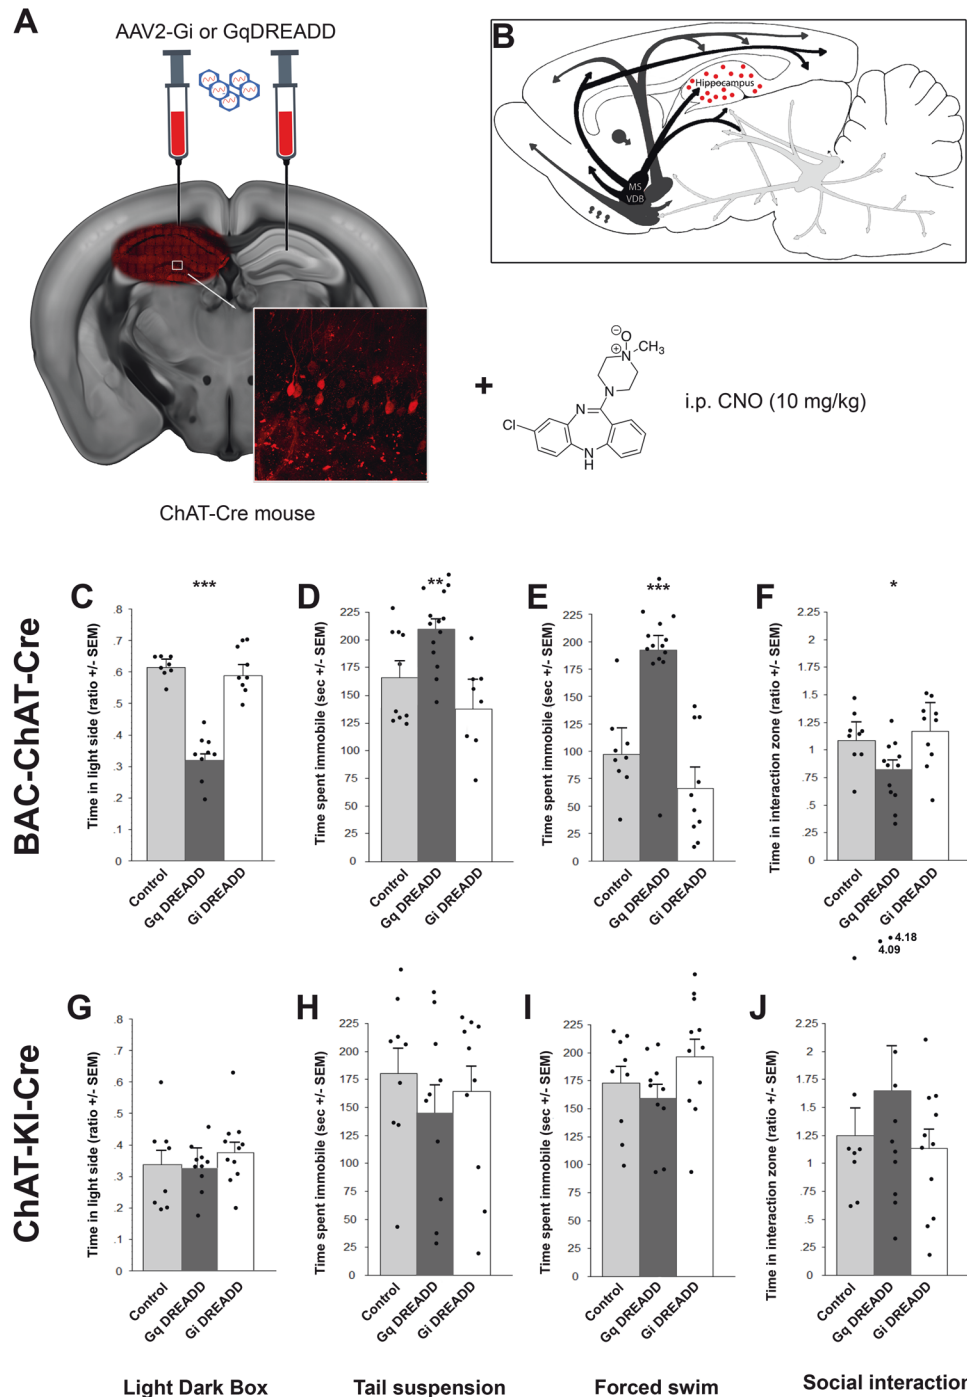 A
AAV2-Gi or GqDREADD
ChAT-Cre mouse
B
Hippocampus
MS
VDB
+
⊖
O
N
⊕
CH₃
N
N
Cl
N
H
i.p. CNO (10 mg/kg)
BAC-ChAT-Cre
C
***
Time in light side (ratio +/- SEM)
.8
.7
.6
.5
.4
.3
.2
.1
0
Control
Gq DREADD
Gi DREADD
D
**
Time spent immobile (sec +/- SEM)
225
200
175
150
125
100
75
50
25
0
Control
Gq DREADD
Gi DREADD
E
***
Time spent immobile (sec +/- SEM)
225
200
175
150
125
100
75
50
25
0
Control
Gq DREADD
Gi DREADD
F
*
Time in interaction zone (ratio +/- SEM)
2.25
2
1.75
1.5
1.25
1
.75
.5
.25
0
Control
Gq DREADD
Gi DREADD
ChAT-KI-Cre
G
Time in light side (ratio +/- SEM)
.8
.7
.6
.5
.4
.3
.2
.1
0
Control
Gq DREADD
Gi DREADD
Light Dark Box
H
Time spent immobile (sec +/- SEM)
225
200
175
150
125
100
75
50
25
0
Control
Gq DREADD
Gi DREADD
Tail suspension
I
Time spent immobile (sec +/- SEM)
225
200
175
150
125
100
75
50
25
0
Control
Gq DREADD
Gi DREADD
Forced swim
J
4.18
4.09
Time in interaction zone (ratio +/- SEM)
2.25
2
1.75
1.5
1.25
1
.75
.5
.25
0
Control
Gq DREADD
Gi DREADD
Social interaction